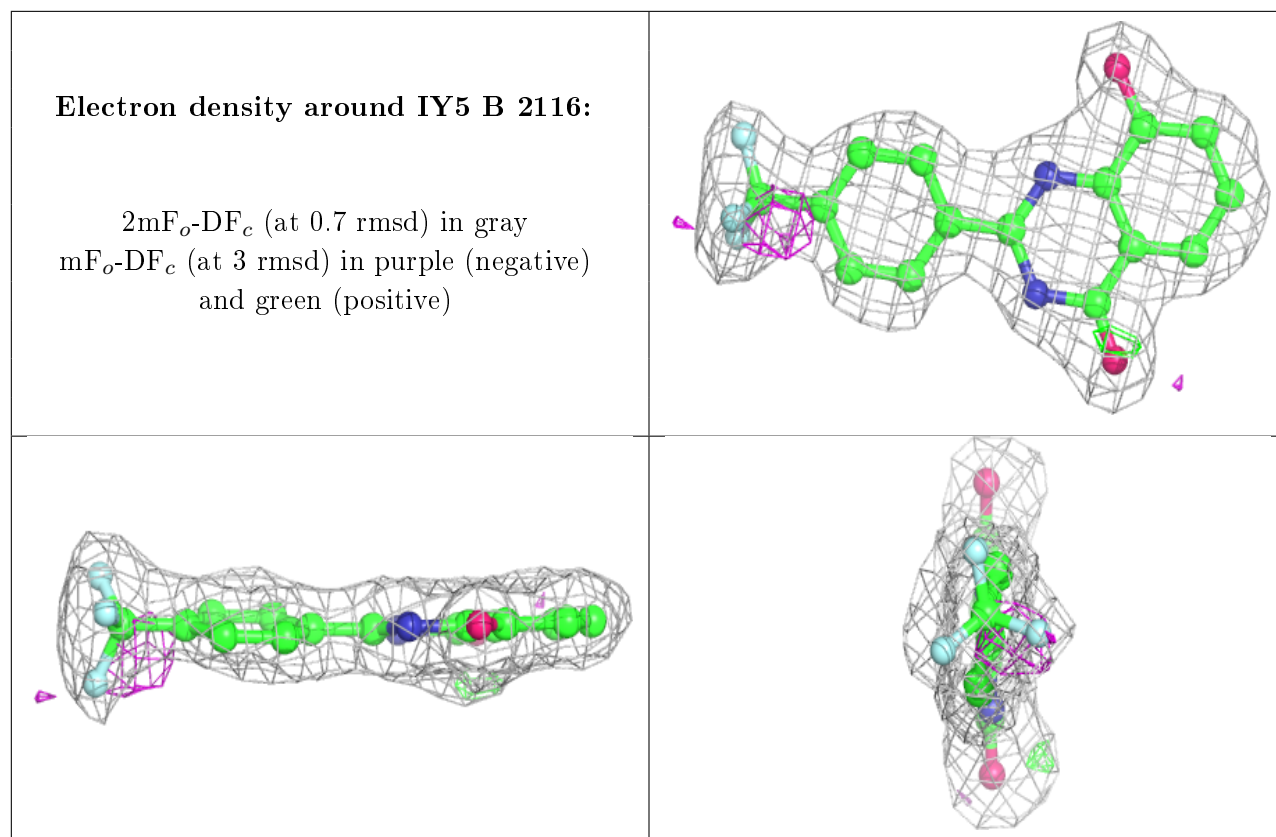 Electron density around IY5 B 2116:
2mFₒ-DF𝒸 (at 0.7 rmsd) in gray
mFₒ-DF𝒸 (at 3 rmsd) in purple (negative)
and green (positive)